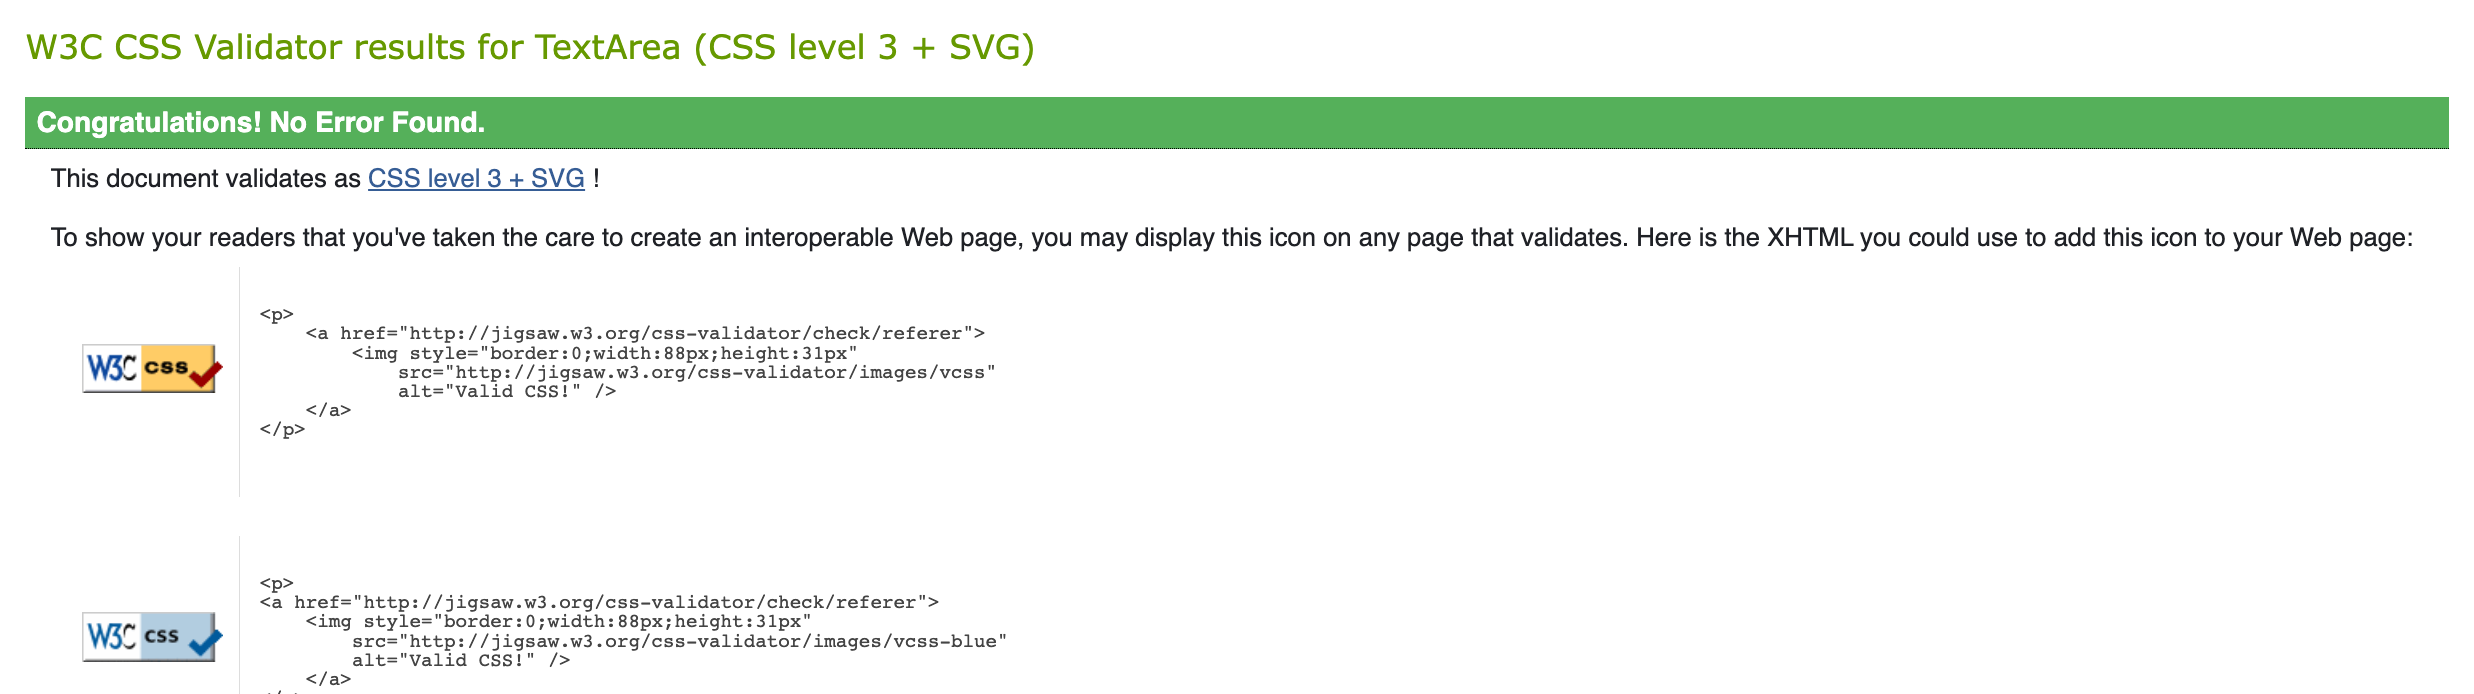 W3C CSS Validator results for TextArea (CSS level 3 + SVG)
Congratulations! No Error Found.
This document validates as CSS level 3 + SVG !
To show your readers that you've taken the care to create an interoperable Web page, you may display this icon on any page that validates. Here is the XHTML you could use to add this icon to your Web page:
W3C css
<p>
    <a href="http://jigsaw.w3.org/css-validator/check/referer">
        <img style="border:0;width:88px;height:31px"
            src="http://jigsaw.w3.org/css-validator/images/vcss"
            alt="Valid CSS!" />
    </a>
</p>
W3C css
<p>
<a href="http://jigsaw.w3.org/css-validator/check/referer">
    <img style="border:0;width:88px;height:31px"
        src="http://jigsaw.w3.org/css-validator/images/vcss-blue"
        alt="Valid CSS!" />
    </a>